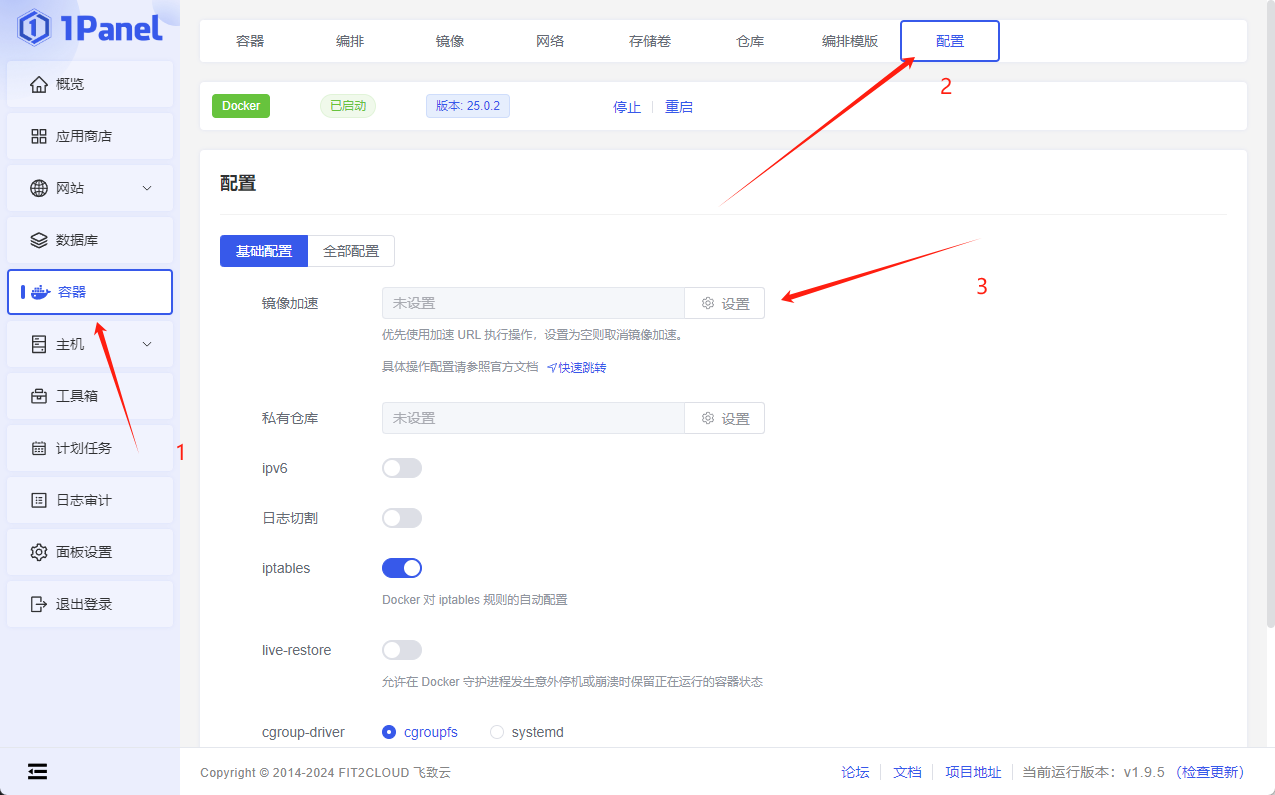 1Panel
概览
应用商店
网站
数据库
容器
主机
工具箱
计划任务
日志审计
面板设置
退出登录
1
容器 编排 镜像 网络 存储卷 仓库 编排模版 配置
2
Docker 已启动 版本: 25.0.2 停止 重启
配置
基础配置 全部配置
3
镜像加速 未设置 设置
优先使用加速 URL 执行操作，设置为空则取消镜像加速。
具体操作配置请参照官方文档 快速跳转
私有仓库 未设置 设置
ipv6
日志切割
iptables
Docker 对 iptables 规则的自动配置
live-restore
允许在 Docker 守护进程发生意外停机或崩溃时保留正在运行的容器状态
cgroup-driver cgroupfs systemd
Copyright © 2014-2024 FIT2CLOUD 飞致云 论坛 文档 项目地址 当前运行版本：v1.9.5 （检查更新）